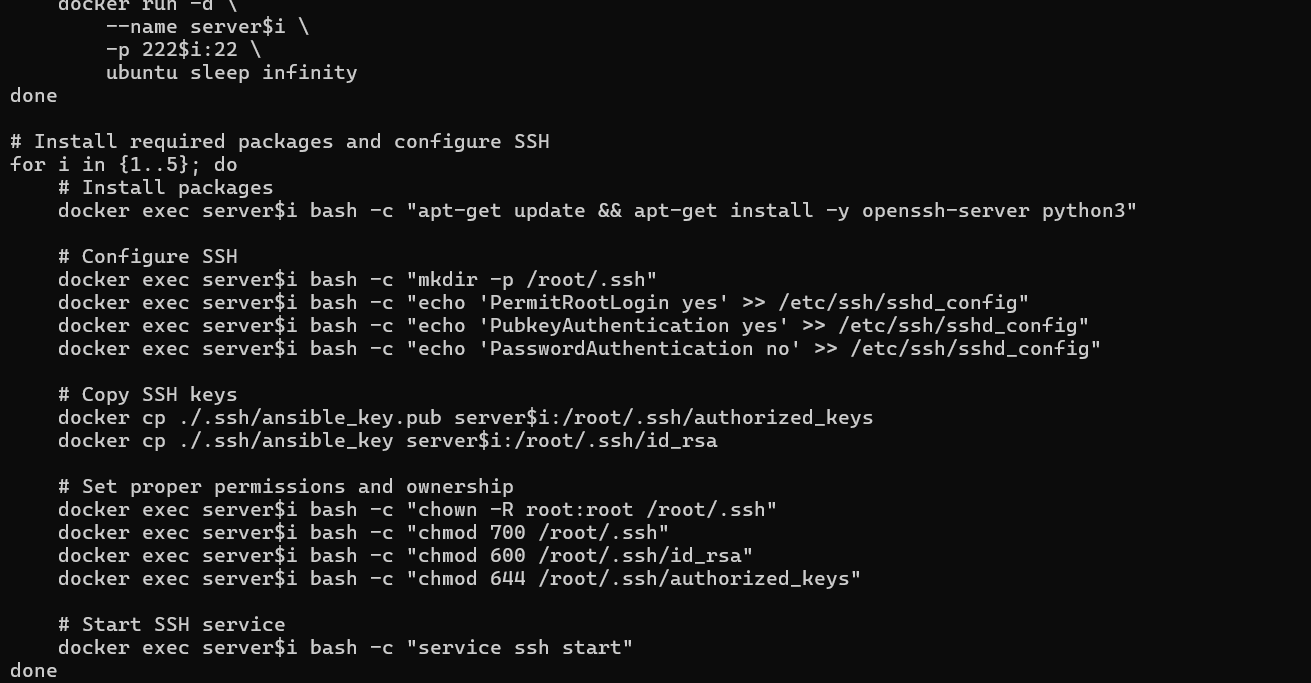 docker run -d \
--name server$i \
-p 222$i:22 \
ubuntu sleep infinity
done
# Install required packages and configure SSH
for i in {1..5}; do
# Install packages
docker exec server$i bash -c "apt-get update && apt-get install -y openssh-server python3"
# Configure SSH
docker exec server$i bash -c "mkdir -p /root/.ssh"
docker exec server$i bash -c "echo 'PermitRootLogin yes' >> /etc/ssh/sshd_config"
docker exec server$i bash -c "echo 'PubkeyAuthentication yes' >> /etc/ssh/sshd_config"
docker exec server$i bash -c "echo 'PasswordAuthentication no' >> /etc/ssh/sshd_config"
# Copy SSH keys
docker cp ./.ssh/ansible_key.pub server$i:/root/.ssh/authorized_keys
docker cp ./.ssh/ansible_key server$i:/root/.ssh/id_rsa
# Set proper permissions and ownership
docker exec server$i bash -c "chown -R root:root /root/.ssh"
docker exec server$i bash -c "chmod 700 /root/.ssh"
docker exec server$i bash -c "chmod 600 /root/.ssh/id_rsa"
docker exec server$i bash -c "chmod 644 /root/.ssh/authorized_keys"
# Start SSH service
docker exec server$i bash -c "service ssh start"
done